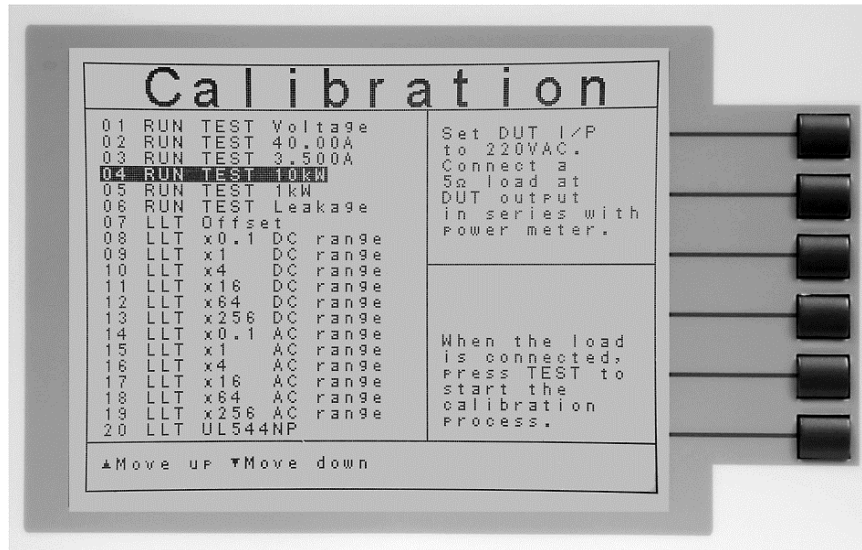 Calibration
01 RUN TEST Voltage
02 RUN TEST 40.00A
03 RUN TEST 3.500A
04 RUN TEST 10kW
05 RUN TEST 1kW
06 RUN TEST Leakage
07 LLT Offset
08 LLT x0.1 DC range
09 LLT x1 DC range
10 LLT x4 DC range
11 LLT x16 DC range
12 LLT x64 DC range
13 LLT x256 DC range
14 LLT x0.1 AC range
15 LLT x1 AC range
16 LLT x4 AC range
17 LLT x16 AC range
18 LLT x64 AC range
19 LLT x256 AC range
20 LLT UL544NP
Set DUT I/P
to 220VAC.
Connect a
5Ω load at
DUT output
in series with
power meter.
When the load
is connected,
press TEST to
start the
calibration
process.
▲Move up ▼Move down